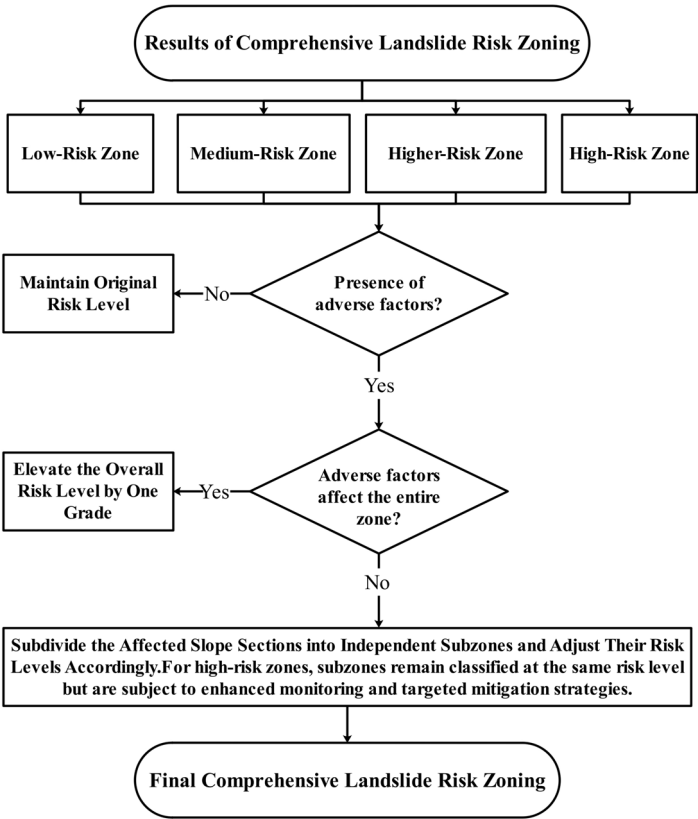 Results of Comprehensive Landslide Risk Zoning
Low-Risk Zone
Medium-Risk Zone
Higher-Risk Zone
High-Risk Zone
Presence of
adverse factors?
No
Maintain Original
Risk Level
Yes
Adverse factors
affect the entire
zone?
Yes
Elevate the Overall
Risk Level by One
Grade
No
Subdivide the Affected Slope Sections into Independent Subzones and Adjust Their Risk
Levels Accordingly.For high-risk zones, subzones remain classified at the same risk level
but are subject to enhanced monitoring and targeted mitigation strategies.
Final Comprehensive Landslide Risk Zoning